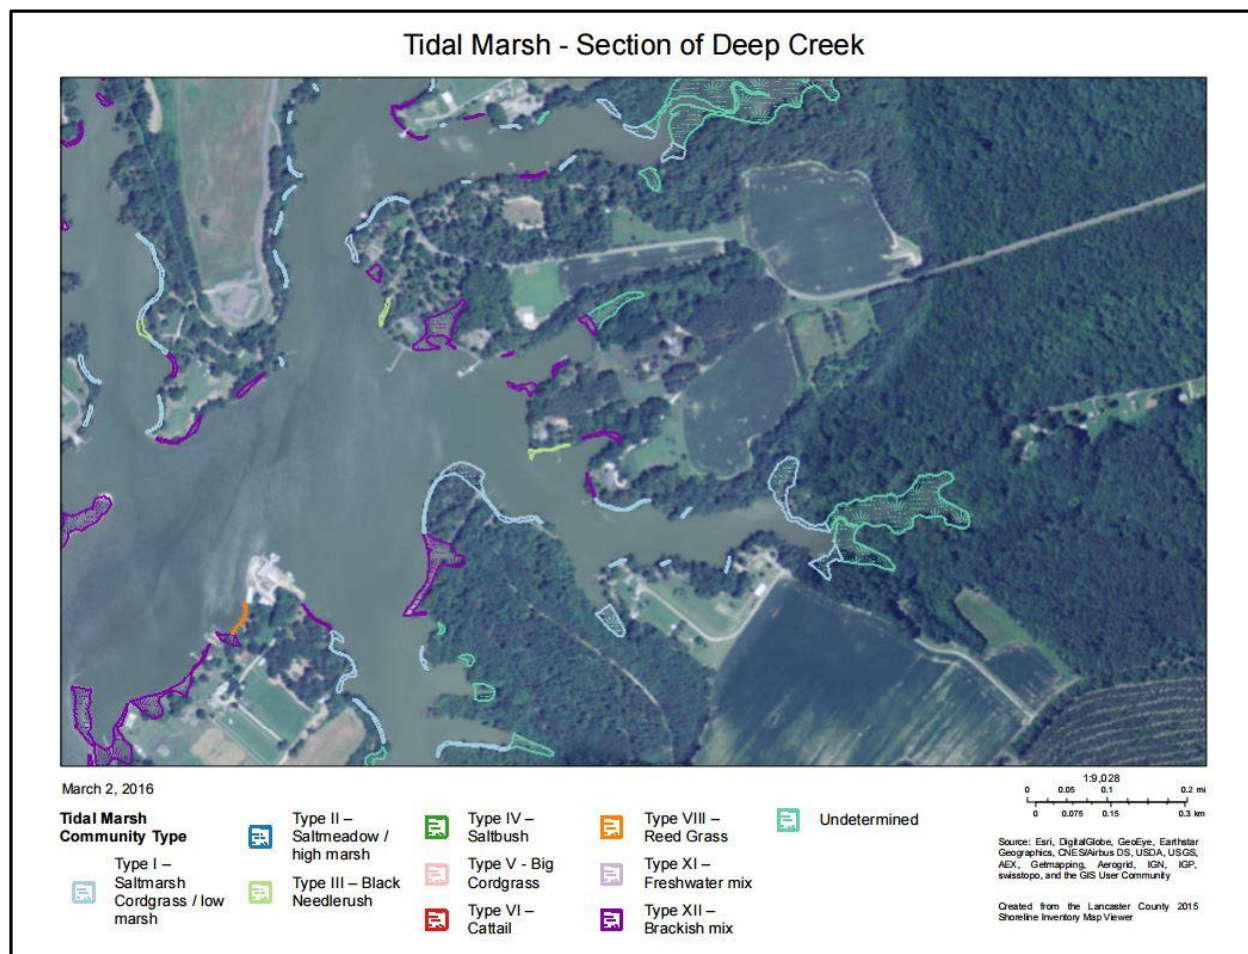 Tidal Marsh - Section of Deep Creek
March 2, 2016
Tidal Marsh
Community Type
Type I –
Saltmarsh
Cordgrass / low
marsh
Type II –
Saltmeadow /
high marsh
Type III – Black
Needlerush
Type IV –
Saltbush
Type V - Big
Cordgrass
Type VI –
Cattail
Type VIII –
Reed Grass
Type XI –
Freshwater mix
Type XII –
Brackish mix
Undetermined
1:9,028
0 0.05 0.1 0.2 mi
0 0.075 0.15 0.3 km
Source: Esri, DigitalGlobe, GeoEye, Earthstar
Geographics, CNES/Airbus DS, USDA, USGS,
AEX, Getmapping, Aerogrid, IGN, IGP,
swisstopo, and the GIS User Community
Created from the Lancaster County 2015
Shoreline Inventory Map Viewer